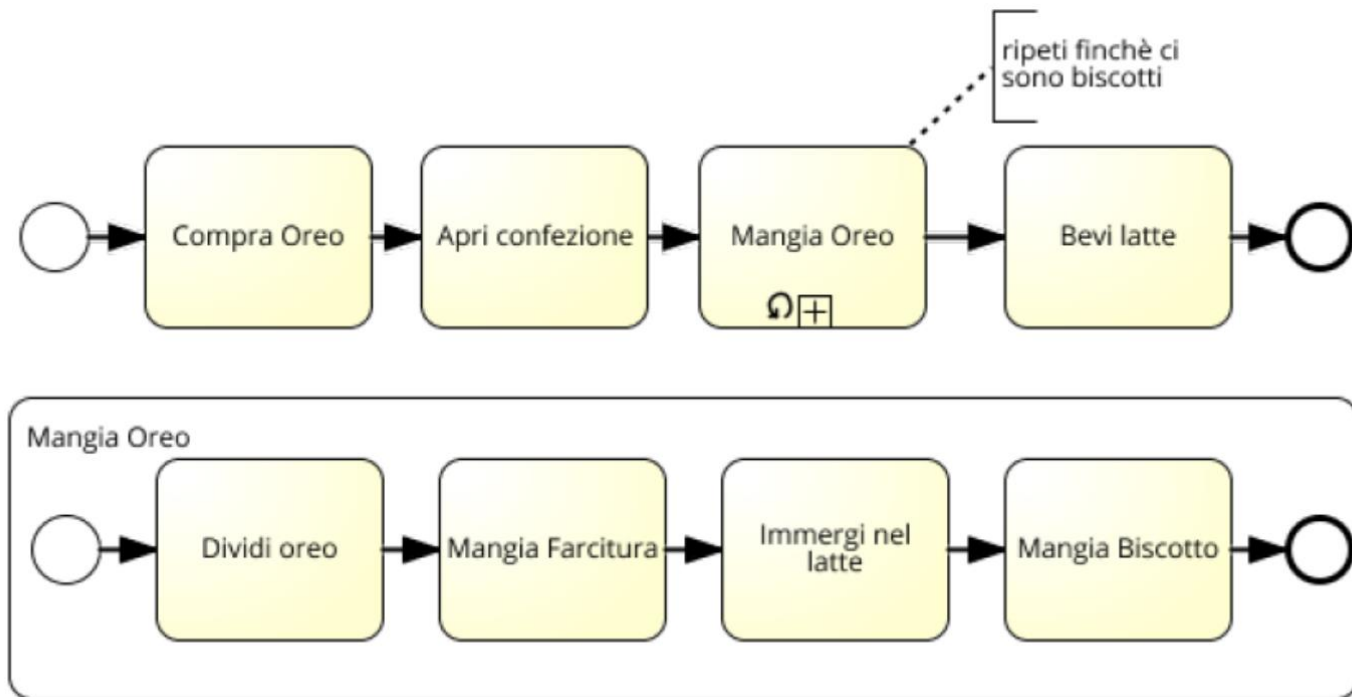 ripeti finchè ci
sono biscotti
Compra Oreo
Apri confezione
Mangia Oreo
Bevi latte
Mangia Oreo
Dividi oreo
Mangia Farcitura
Immergi nel
latte
Mangia Biscotto